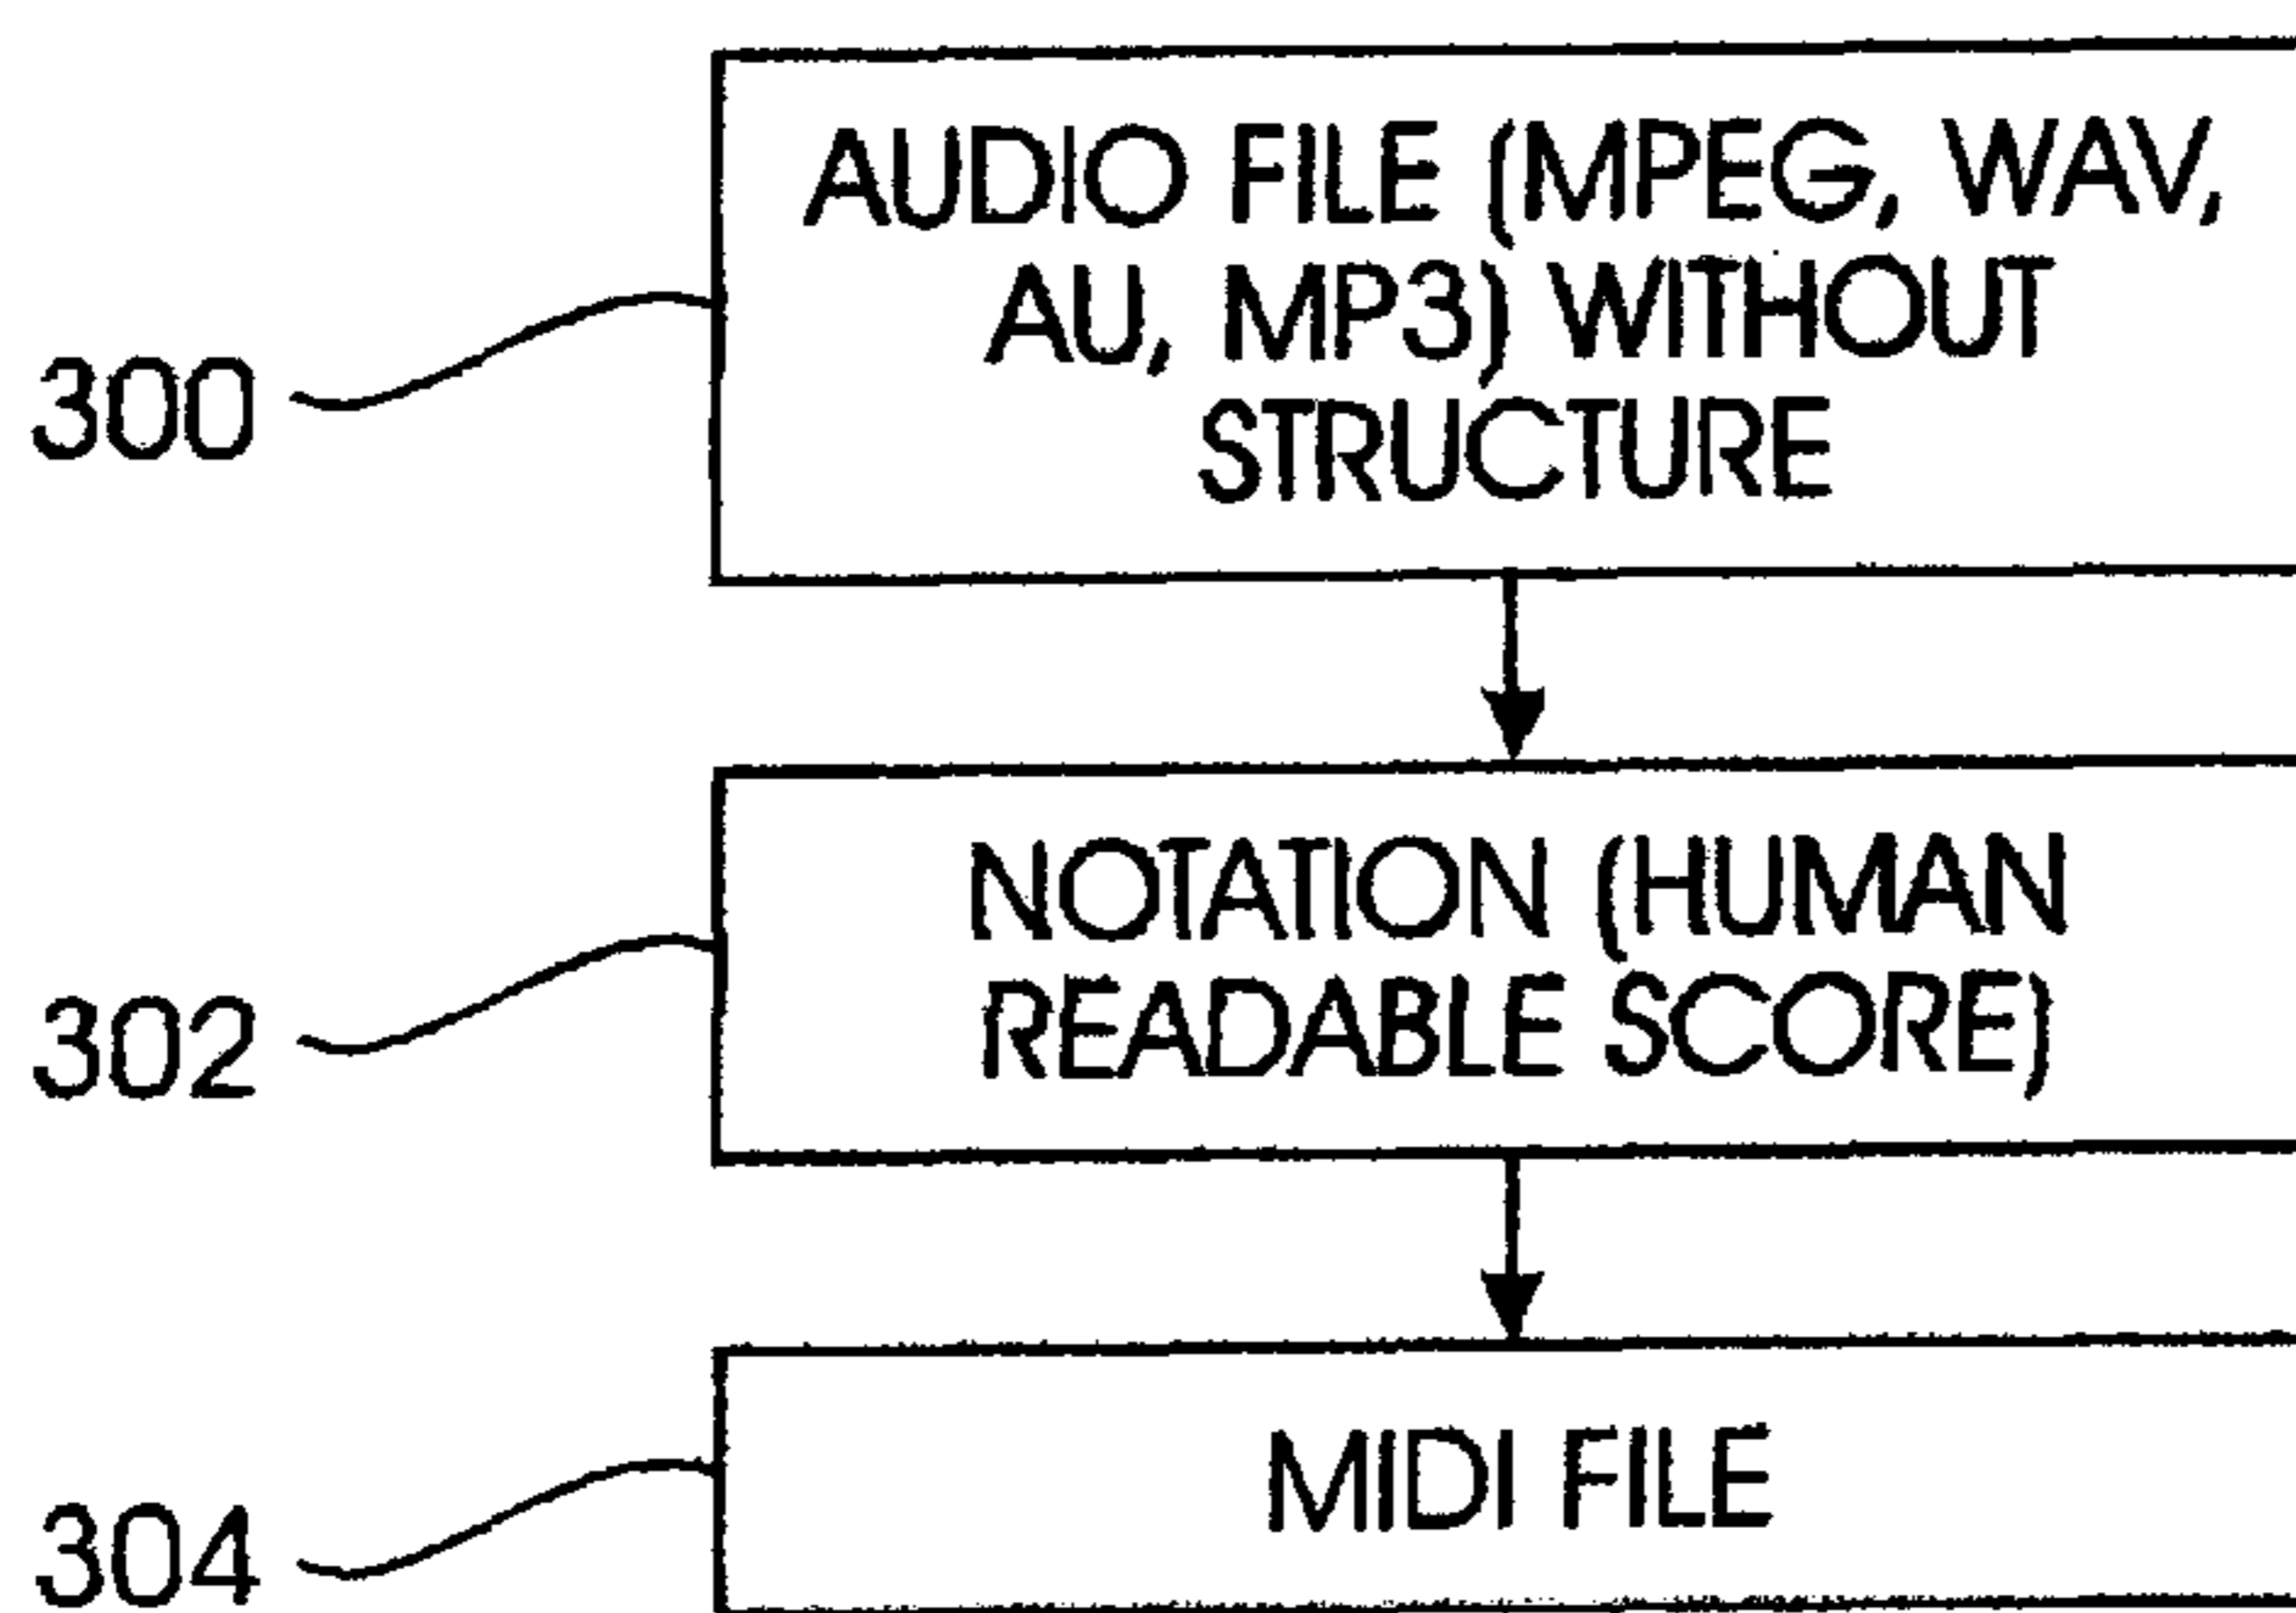 AUDIO FILE (MPEG, WAV,
AU, MP3) WITHOUT
STRUCTURE
300
NOTATION (HUMAN
READABLE SCORE)
302
MIDI FILE
304